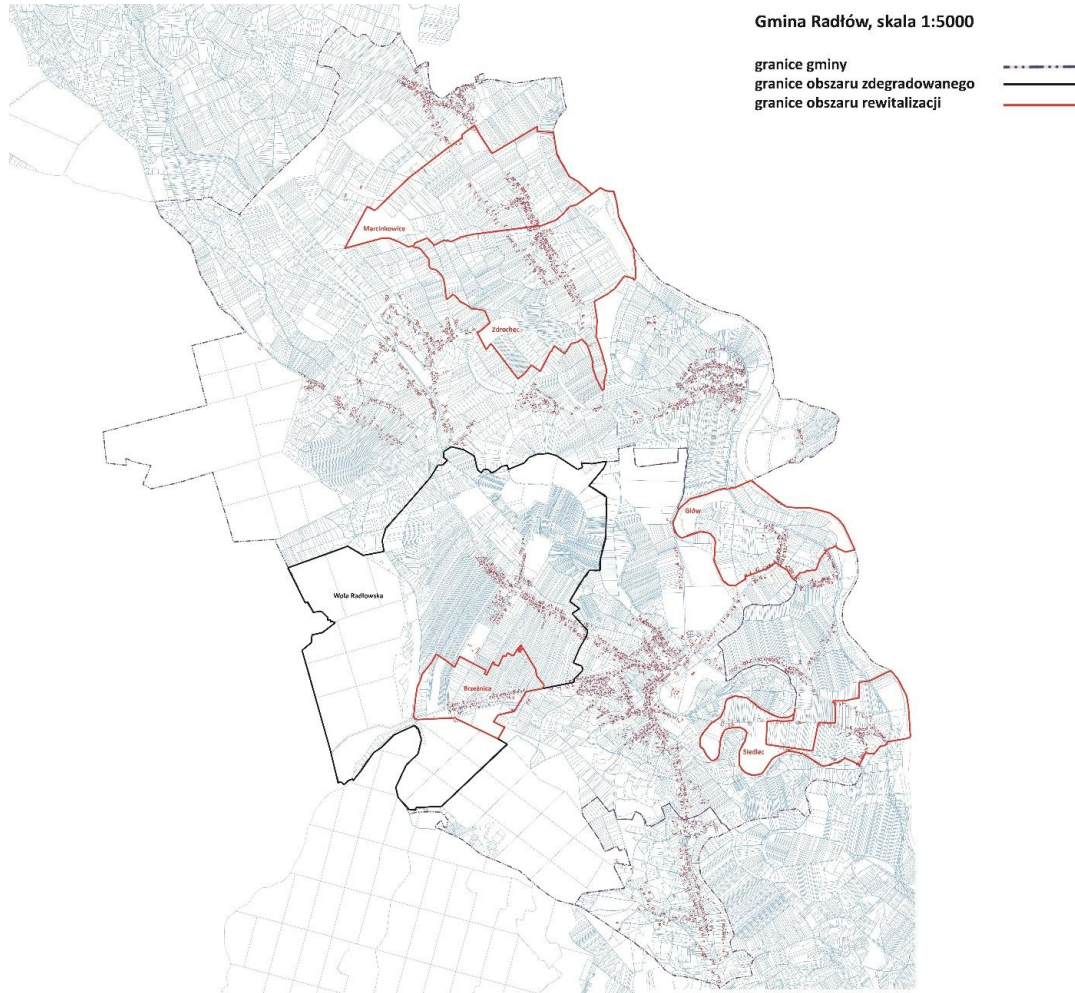 Gmina Radłów, skala 1:5000
granice gminy
granice obszaru zdegradowanego
granice obszaru rewitalizacji
Marcinkowice
Zdrochec
Głów
Wola Radłowska
Brzeźnica
Siedlec